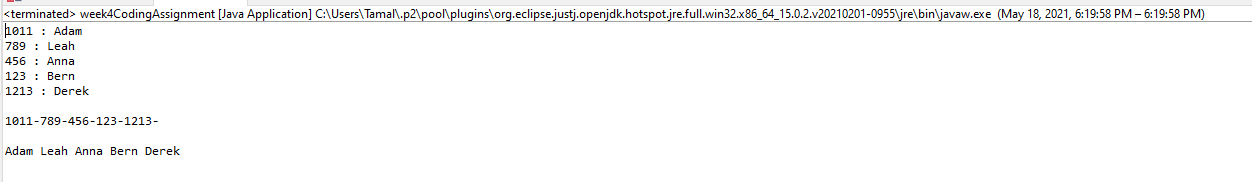 <terminated> week4CodingAssignment [Java Application] C:\Users\Tamal\.p2\pool\plugins\org.eclipse.justj.openjdk.hotspot.jre.full.win32.x86_64_15.0.2.v20210201-0955\jre\bin\javaw.exe (May 18, 2021, 6:19:58 PM – 6:19:58 PM)
1011 : Adam
789 : Leah
456 : Anna
123 : Bern
1213 : Derek
1011-789-456-123-1213-
Adam Leah Anna Bern Derek